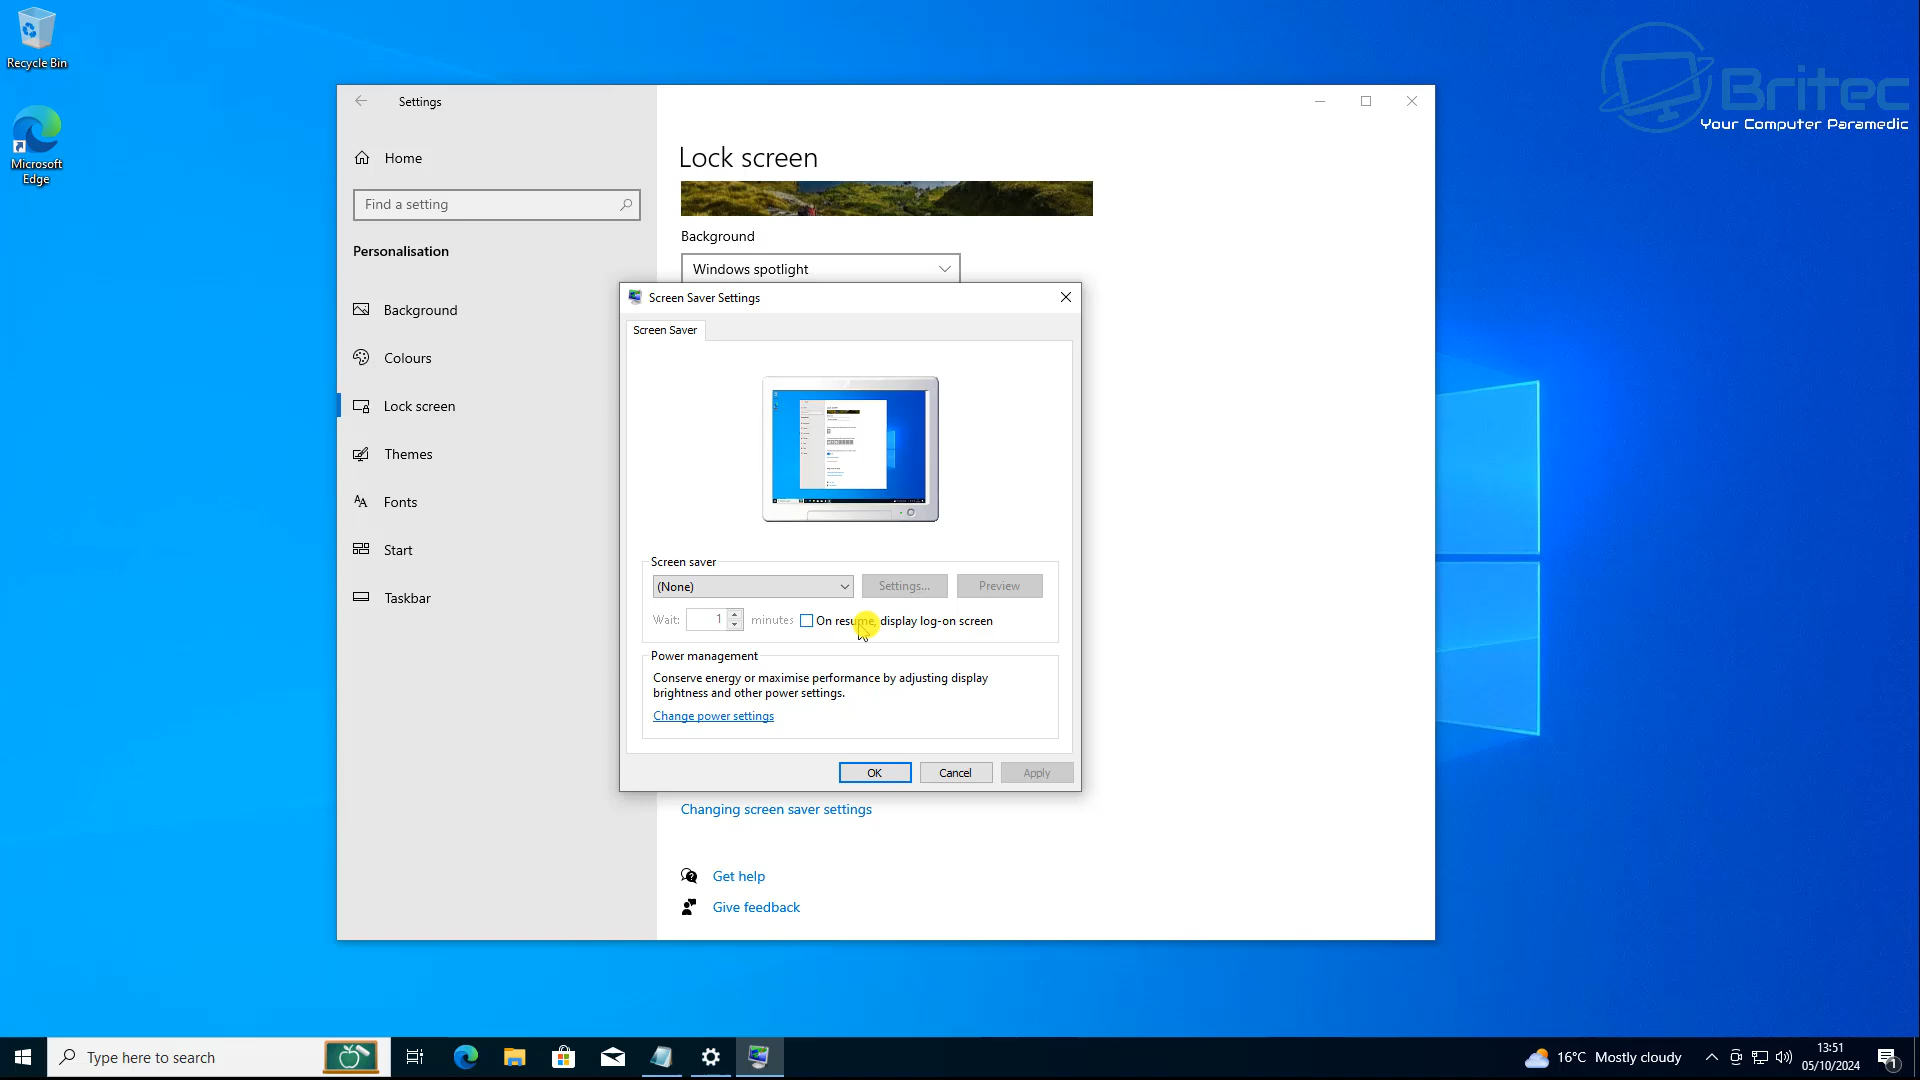 Recycle Bin
Microsoft
Edge
Britec
Your Computer Paramedic
Settings
Home
Find a setting
Personalisation
Background
Colours
Lock screen
Themes
Fonts
Start
Taskbar
Lock screen
Background
Windows spotlight
Screen Saver Settings
Screen Saver
Screen saver
(None)
Settings...
Preview
Wait: 1 minutes On resume, display log-on screen
Power management
Conserve energy or maximise performance by adjusting display
brightness and other power settings.
Change power settings
OK
Cancel
Apply
Changing screen saver settings
Get help
Give feedback
Type here to search
16°C Mostly cloudy
13:51
05/10/2024
1